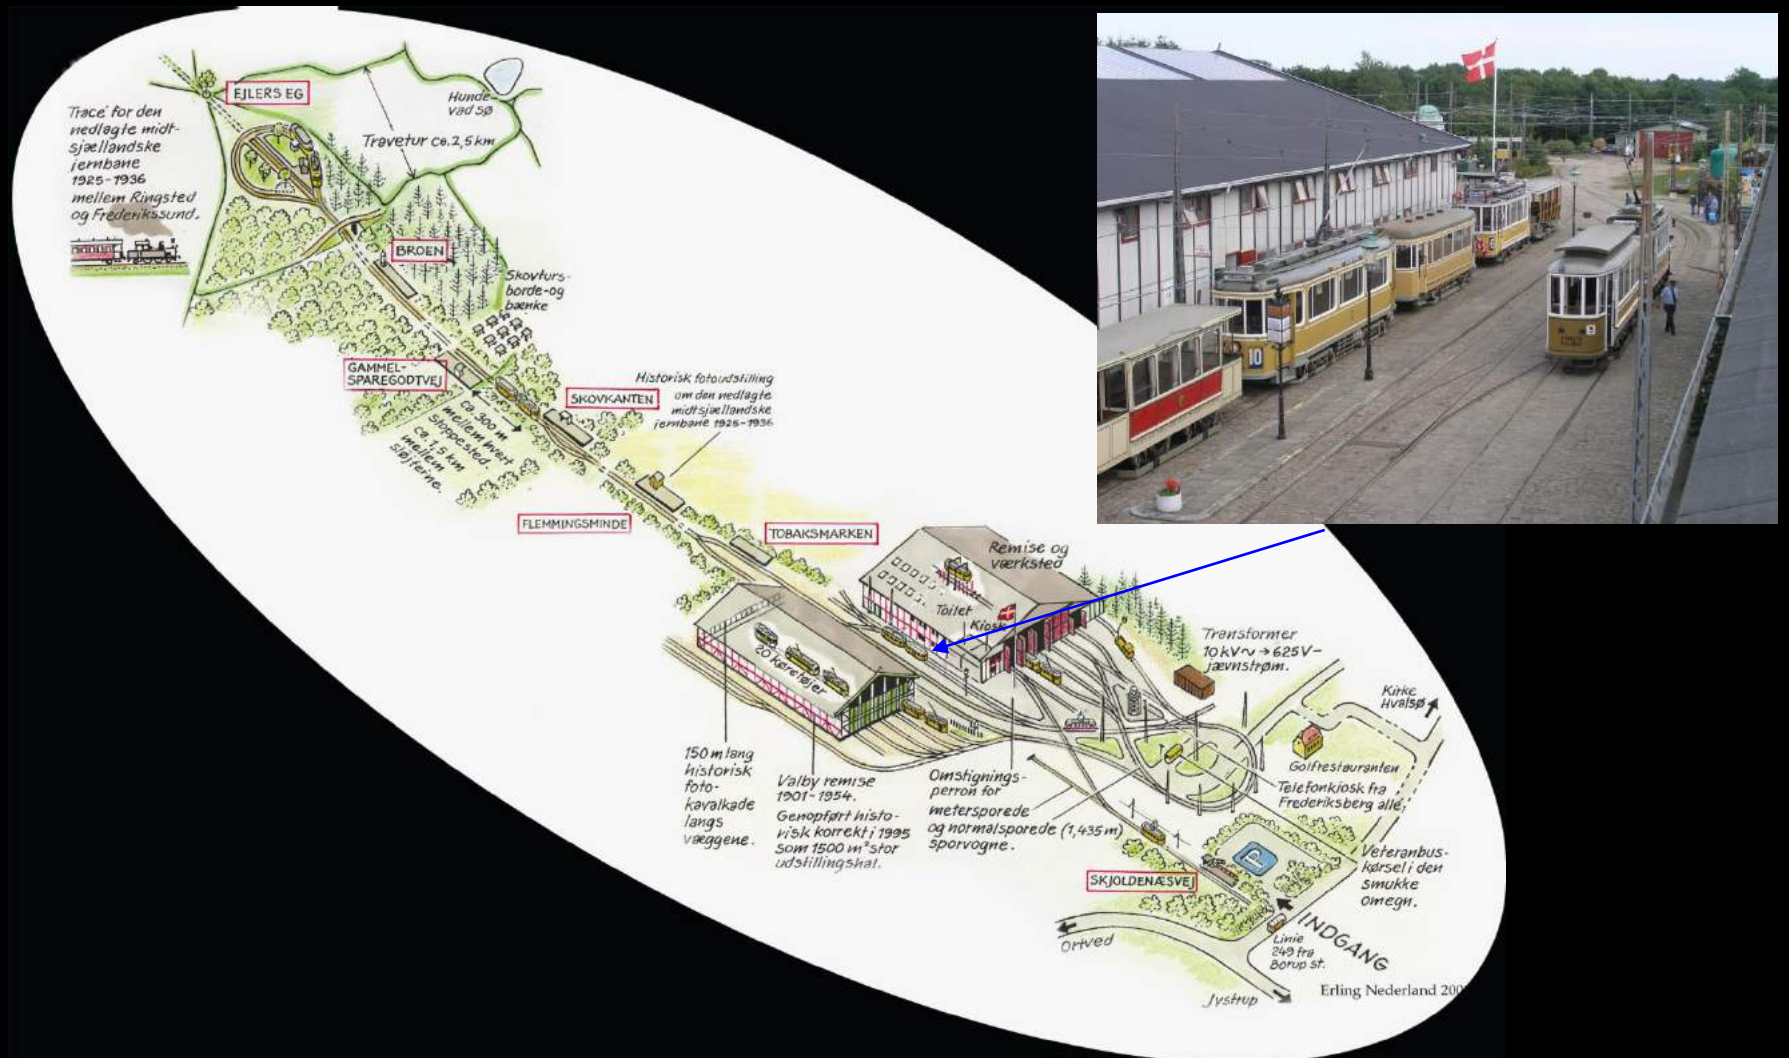 EJLERS EG
Hunde-
vad sø
Travetur ca. 2,5 km
Tracé for den
nedlagte midt-
sjællandske
jernbane
1925-1936
mellem Ringsted
og Frederikssund.
BROEN
Skovturs-
borde-og
bænke
GAMMEL-
SPAREGODTVEJ
ca. 300 m
mellem hvert
stoppested.
ca. 1,5 km
mellem
sløjferne.
SKOVKANTEN
Historisk fotoudstilling
om den nedlagte
midtsjællandske
jernbane 1925-1936
FLEMMINGSMINDE
TOBAKSMARKEN
Remise og
værksted
Toilet
Kiosk
20 køretøjer
Transformer
10 kV~ → 625 V-
jævnstrøm.
Kirke
Hvalsø
Golfrestauranten
Telefonkiosk fra
Frederiksberg allé.
150 m lang
historisk
foto-
kavalkade
langs
væggene.
Valby remise
1901-1954.
Genopført histo-
risk korrekt i 1995
som 1500 m² stor
udstillingshal.
Omstignings-
perron for
metersporede
og normalsporede (1,435 m)
sporvogne.
Veteranbus-
kørsel i den
smukke
omegn.
P
SKJOLDENÆSVEJ
INDGANG
Linie
249 fra
Borup st.
Ortved
Jystrup
Erling Nederland
10